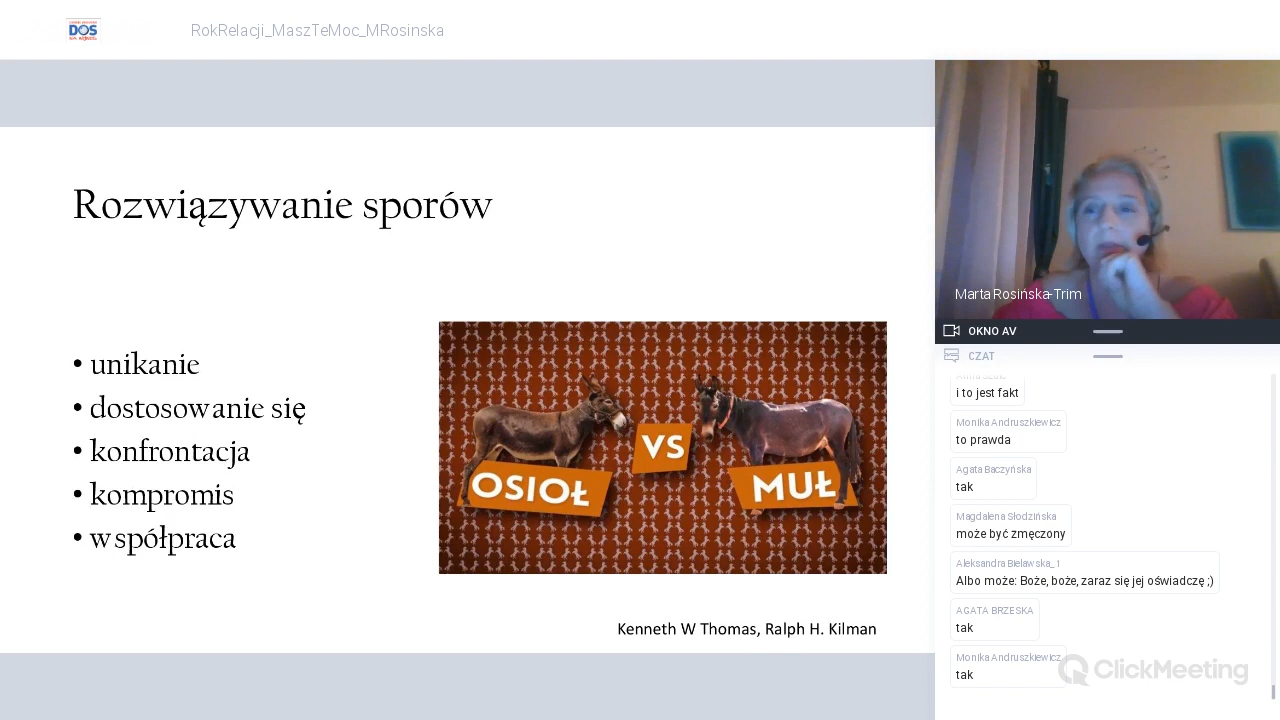 DOS
RokRelacji_MaszTeMoc_MRosinska
Rozwiązywanie sporów
• unikanie
• dostosowanie się
• konfrontacja
• kompromis
• współpraca
OSIOŁ
VS
MUŁ
Kenneth W Thomas, Ralph H. Kilman
Marta Rosińska-Trim
OKNO AV
CZAT
i to jest fakt
Monika Andruszkiewicz
to prawda
Agata Baczyńska
tak
Magdalena Słodzińska
może być zmęczony
Aleksandra Bielawska_1
Albo może: Boże, boże, zaraz się jej oświadczę ;)
AGATA BRZESKA
tak
Monika Andruszkiewicz
tak
ClickMeeting